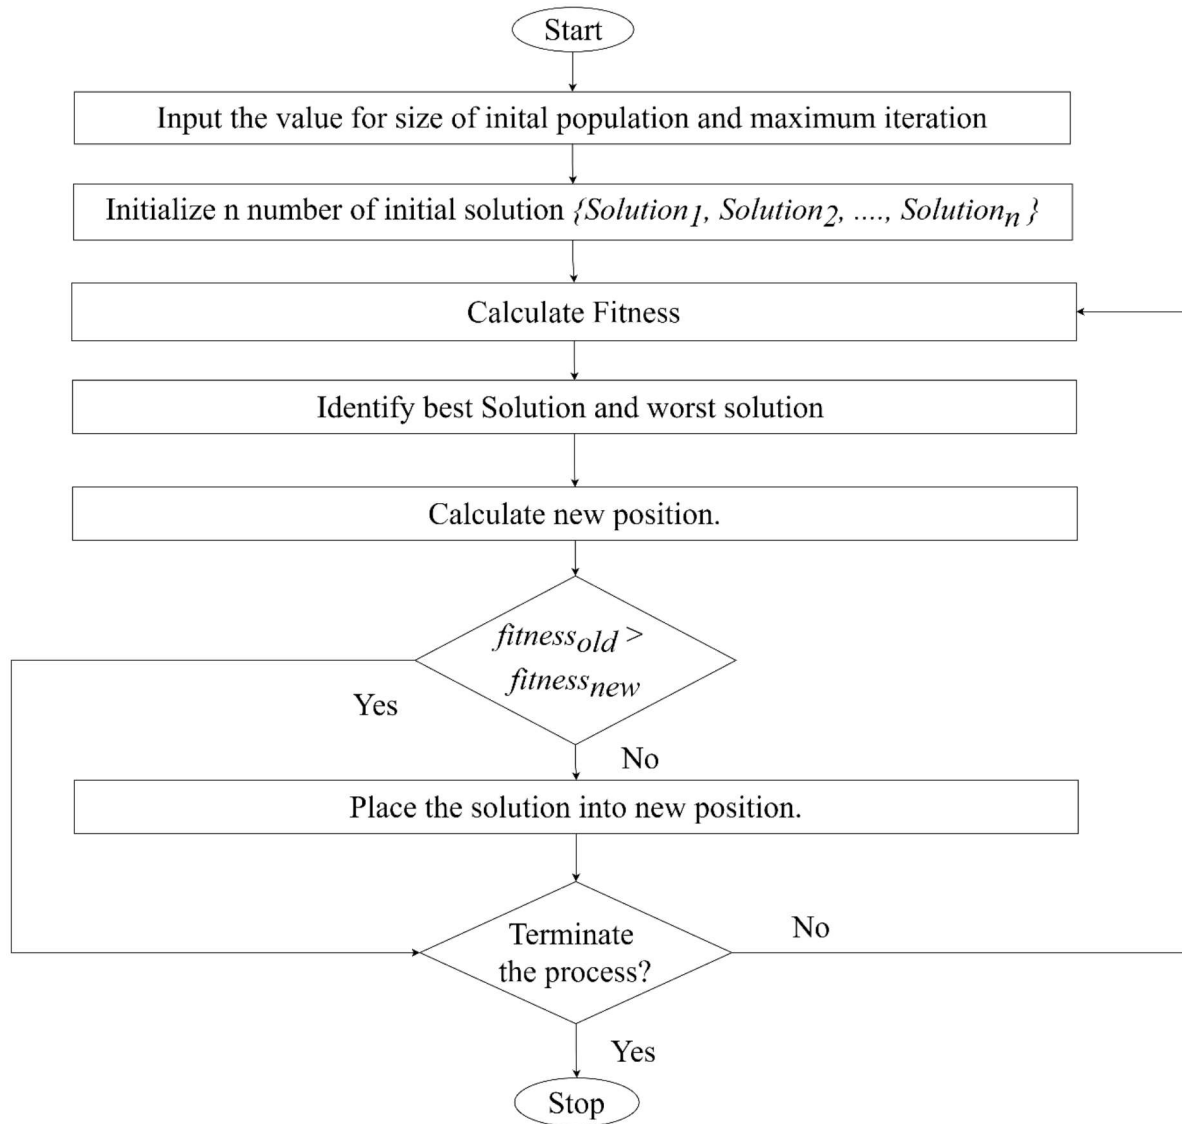 Start
Input the value for size of inital population and maximum iteration
Initialize n number of initial solution {Solution1, Solution2, ...., Solutionn }
Calculate Fitness
Identify best Solution and worst solution
Calculate new position.
fitnessold >
fitnessnew
Yes
No
Place the solution into new position.
Terminate
the process?
No
Yes
Stop